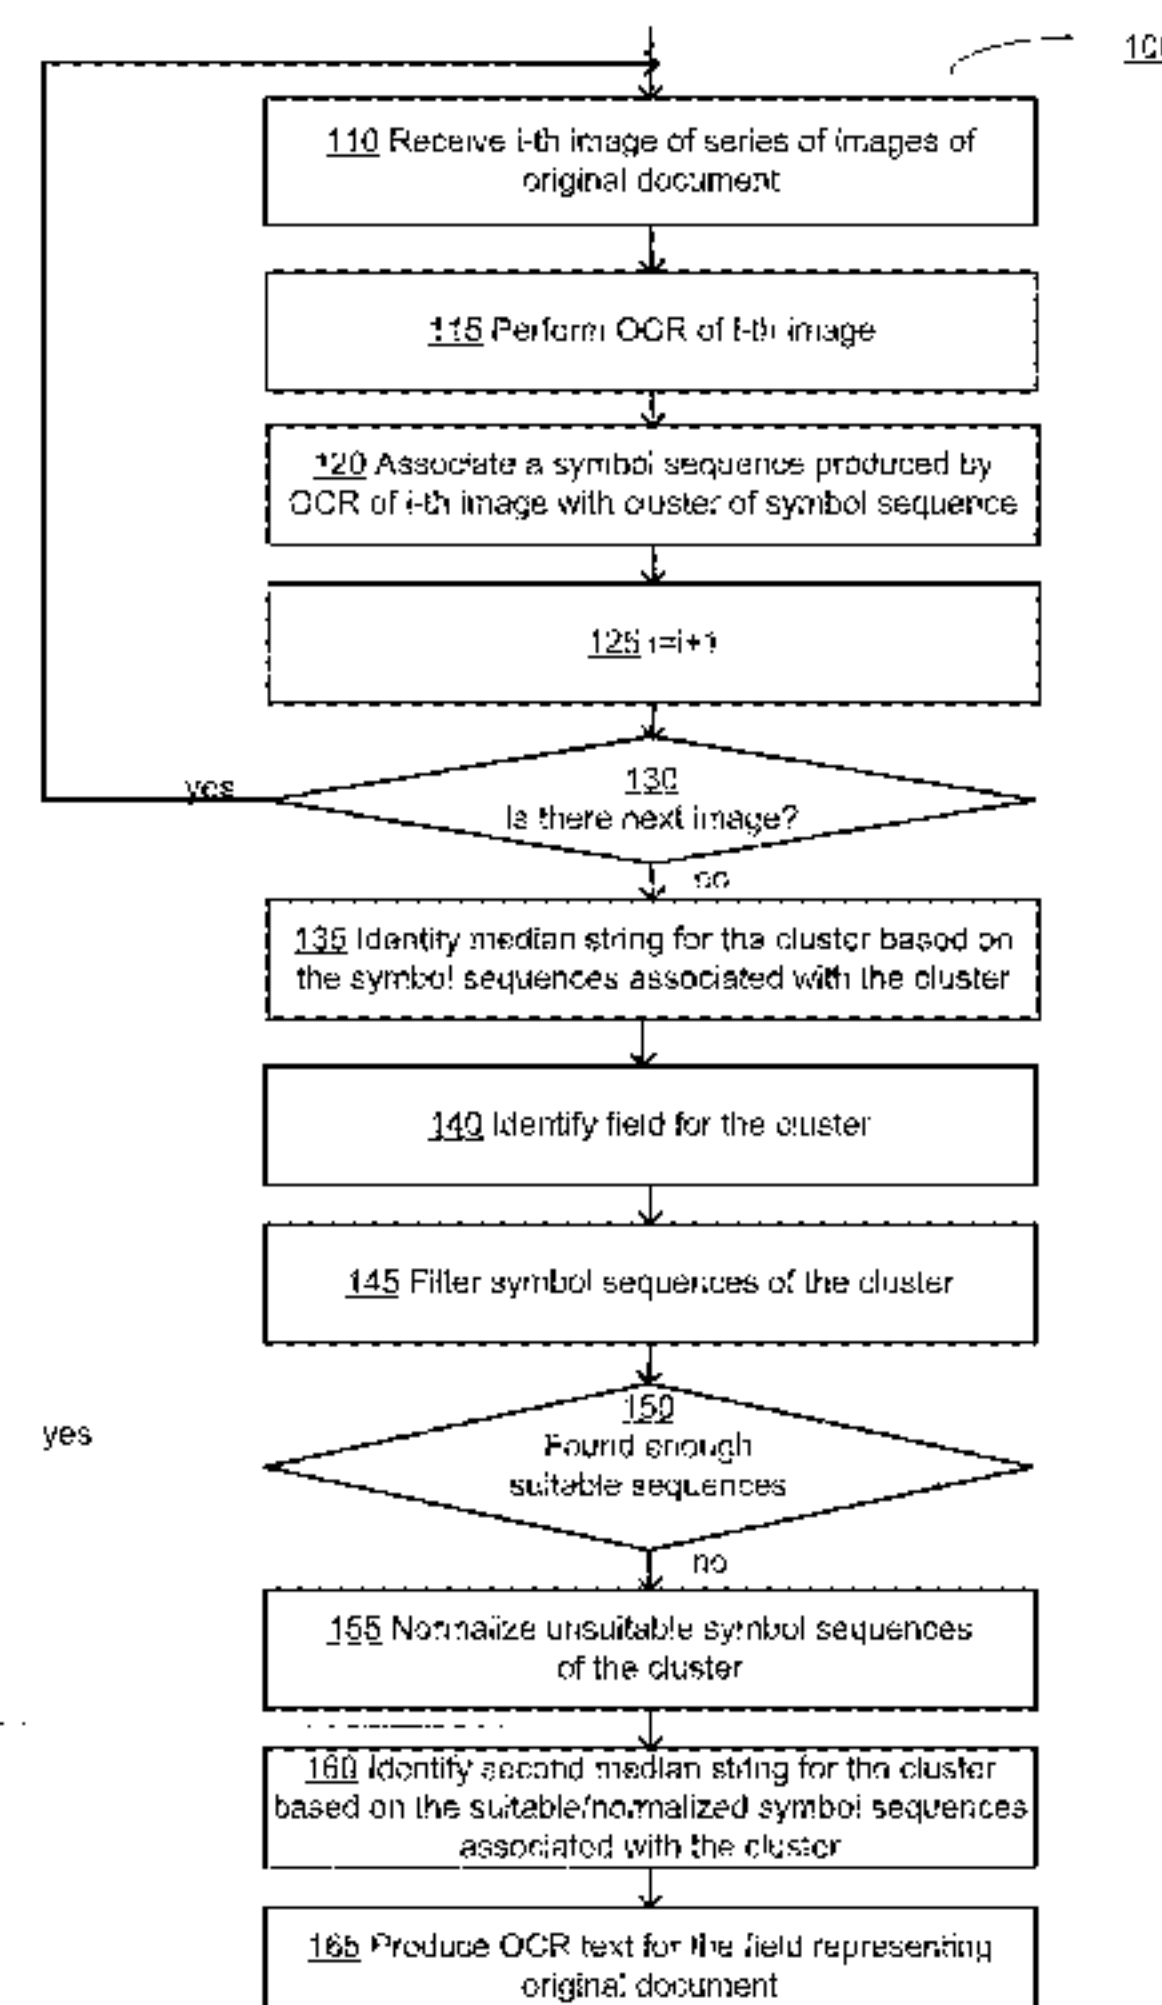 110 Receive i-th image of series of images of
original document
115 Perform OCR of i-th image
120 Associate a symbol sequence produced by
OCR of i-th image with cluster of symbol sequence
125 i=i+1
130
yes
Is there next image?
no
135 Identify median string for the cluster based on
the symbol sequences associated with the cluster
140 Identify field for the cluster
145 Filter symbol sequences of the cluster
150
yes
Found enough
suitable sequences
no
155 Normalize unsuitable symbol sequences
of the cluster
160 Identify second median string for the cluster
based on the suitable/normalized symbol sequences
associated with the cluster
165 Produce OCR text for the field representing
original document